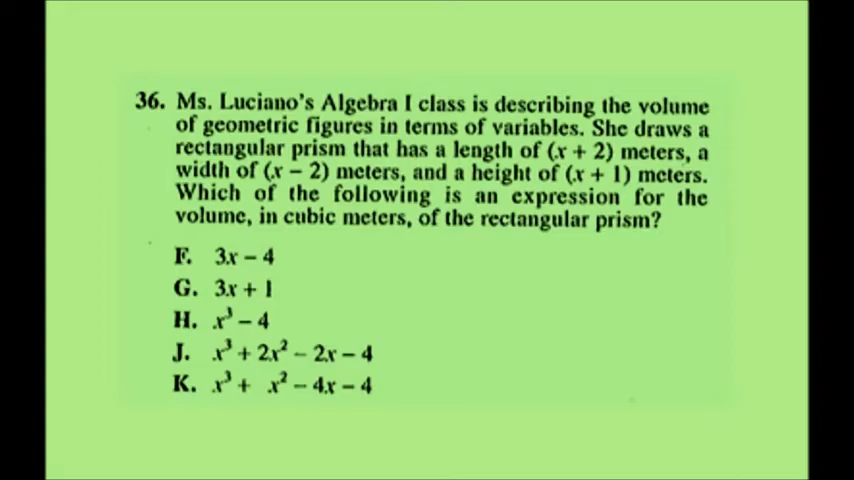 36. Ms. Luciano's Algebra I class is describing the volume
of geometric figures in terms of variables. She draws a
rectangular prism that has a length of (x + 2) meters, a
width of (x − 2) meters, and a height of (x + 1) meters.
Which of the following is an expression for the
volume, in cubic meters, of the rectangular prism?
F. 3x − 4
G. 3x + 1
H. x³ − 4
J. x³ + 2x² − 2x − 4
K. x³ + x² − 4x − 4